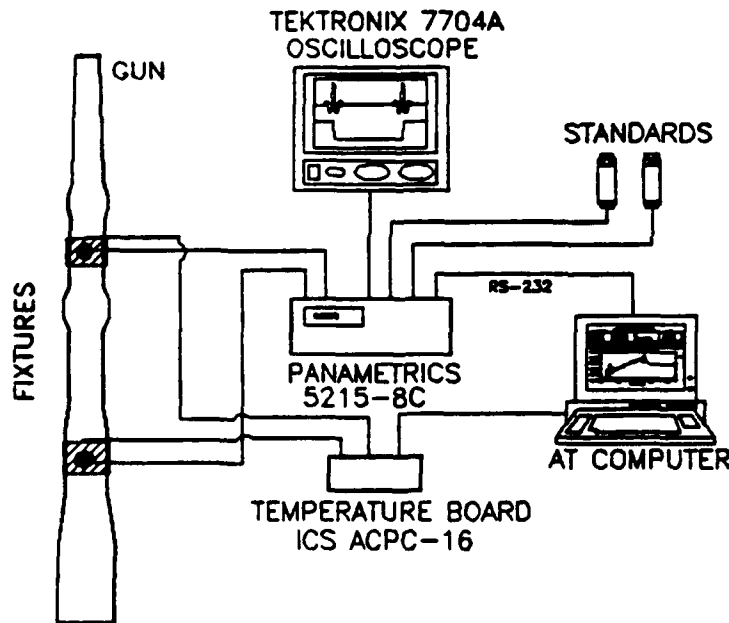 TEKTRONIX 7704A
OSCILLOSCOPE
GUN
STANDARDS
RS-232
FIXTURES
PANAMETRICS
5215-8C
AT COMPUTER
TEMPERATURE BOARD
ICS ACPC-16